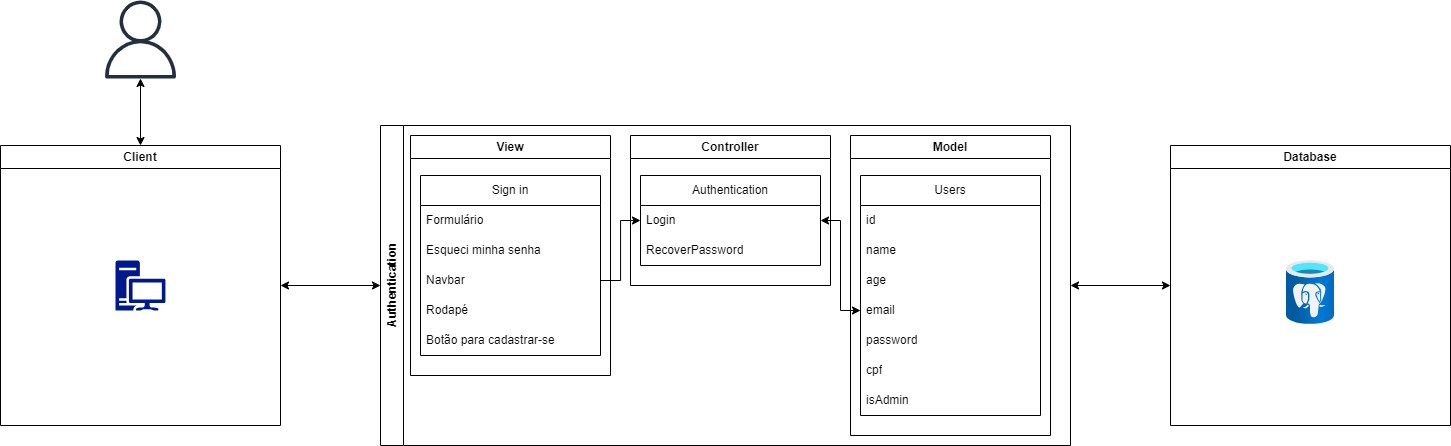 Client
Authentication
View
Sign in
Formulário
Esqueci minha senha
Navbar
Rodapé
Botão para cadastrar-se
Controller
Authentication
Login
RecoverPassword
Model
Users
id
name
age
email
password
cpf
isAdmin
Database